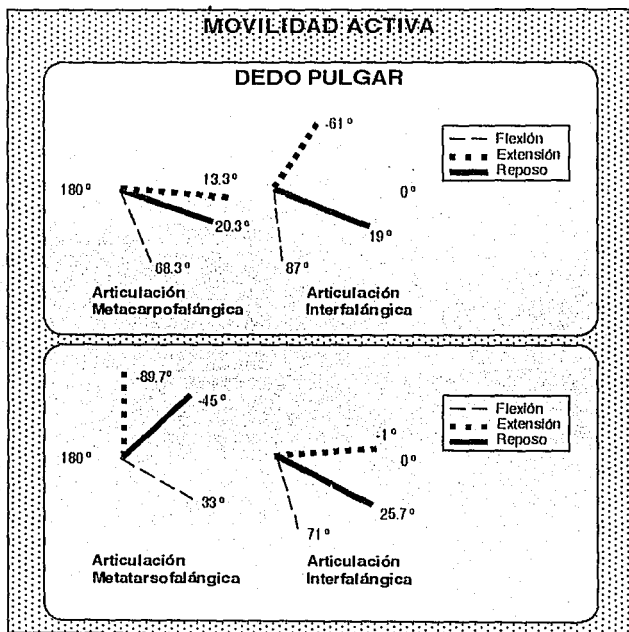 MOVILIDAD ACTIVA
DEDO PULGAR
-61°
Flexión
Extensión
Reposo
180°
13.3°
0°
20.3°
19°
68.3°
87°
Articulación
Metacarpofalángica
Articulación
Interfalángica
-89.7°
-45°
Flexión
Extensión
Reposo
-1°
180°
0°
33°
25.7°
71°
Articulación
Metatarsofalángica
Articulación
Interfalángica